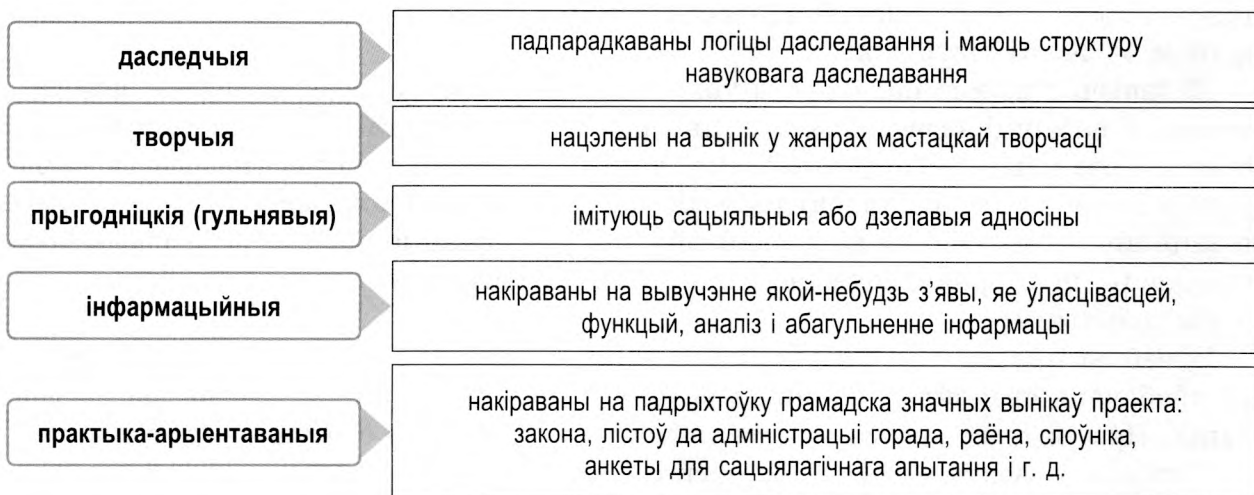 даследчыя
падпарадкаваны логіцы даследавання і маюць структуру
навуковага даследавання
творчыя
нацэлены на вынік у жанрах мастацкай творчасці
прыгодніцкія (гульнявыя)
імітуюць сацыяльныя або дзелавыя адносіны
інфармацыйныя
накіраваны на вывучэнне якой-небудзь з'явы, яе ўласцівасцей,
функцый, аналіз і абагульненне інфармацыі
практыка-арыентаваныя
накіраваны на падрыхтоўку грамадска значных вынікаў праекта:
закона, лістоў да адміністрацыі горада, раёна, слоўніка,
анкеты для сацыялагічнага апытання і г. д.